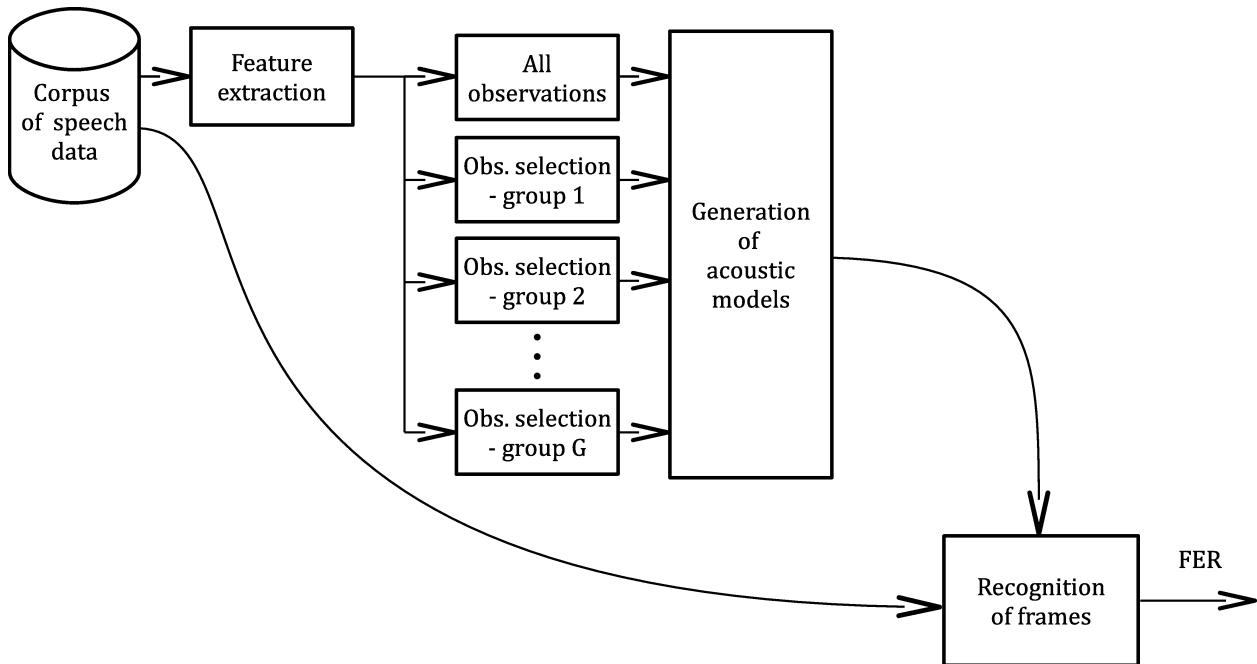 Corpus
of speech
data
Feature
extraction
All
observations
Obs. selection
- group 1
Obs. selection
- group 2
Obs. selection
- group G
Generation
of
acoustic
models
Recognition
of frames
FER